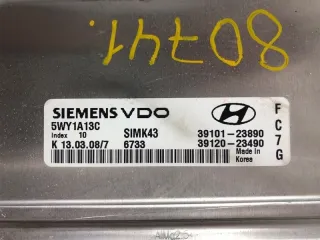 80741.
SIEMENS VDO
5WY1A13C
Index 10 SIMK43 39101-23890
K 13.03.08/7 6733 39120-23490
Made in
Korea
F
C
7
G